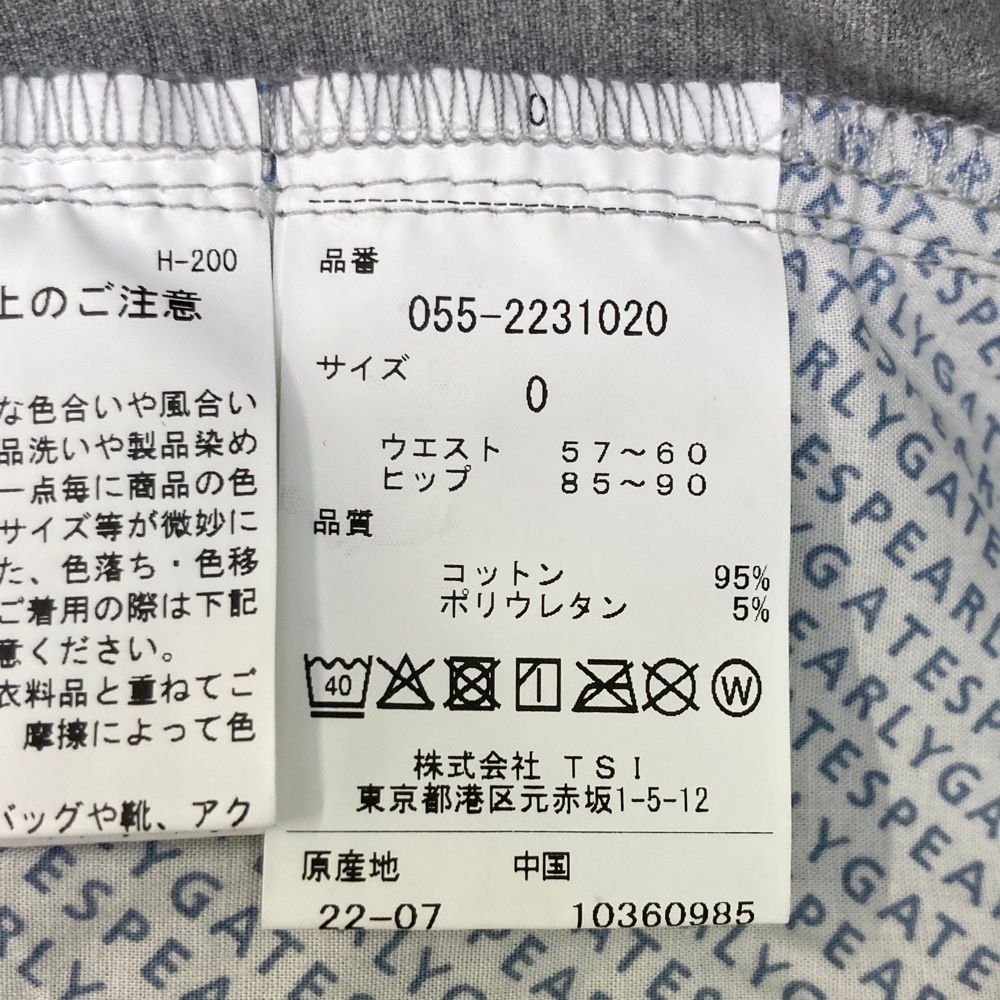 H-200
上のご注意
な色合いや風合い
品洗いや製品染め
一点毎に商品の色
サイズ等が微妙に
た、色落ち・色移
ご着用の際は下記
意ください。
衣料品と重ねてご
摩擦によって色
バッグや靴、アク
0
品番
055-2231020
サイズ
0
ウエスト 57～60
ヒップ 85～90
品質
コットン 95%
ポリウレタン 5%
40
W
株式会社 TSI
東京都港区元赤坂1-5-12
原産地 中国
22-07 10360985
PEARLYGATES
PEARLYGATES
PEARLYGATES